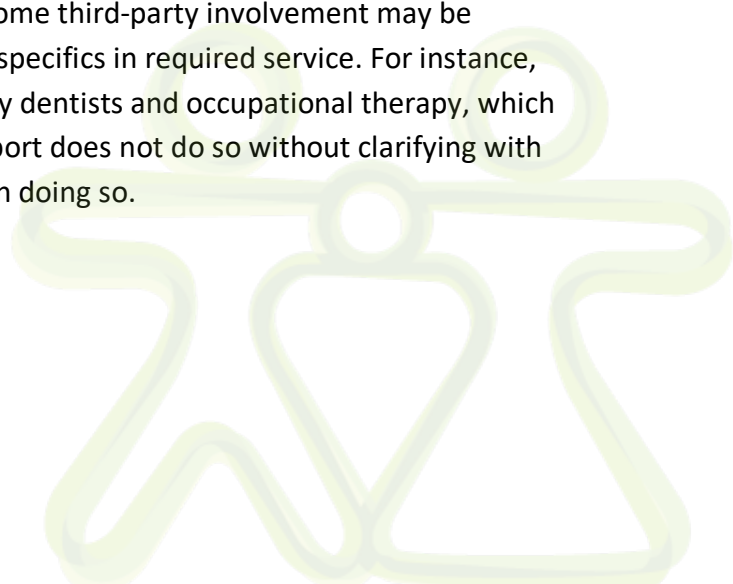 ome third-party involvement may be
specifics in required service. For instance,
y dentists and occupational therapy, which
port does not do so without clarifying with
n doing so.